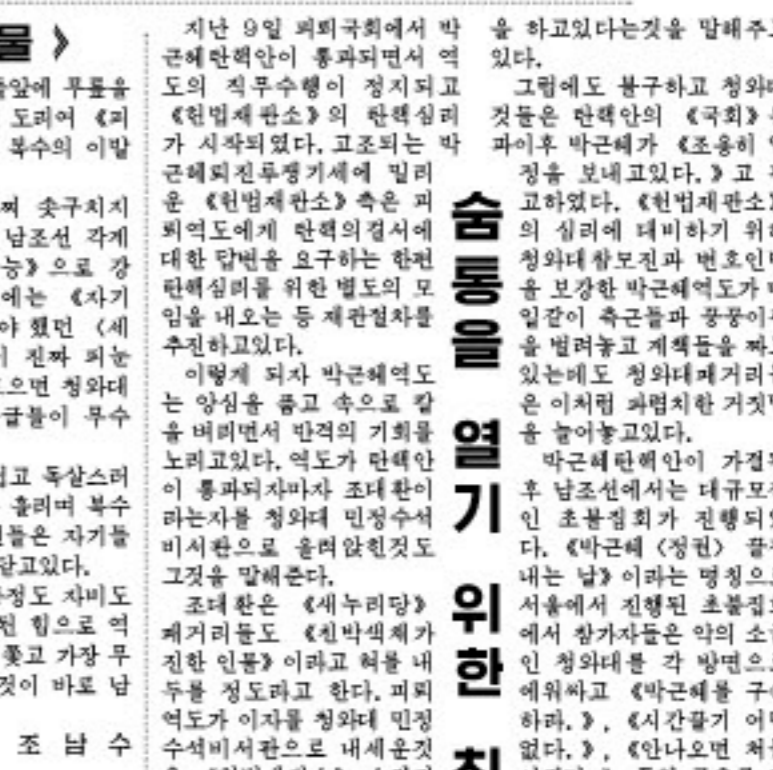 물 》
앞에 무릎을
도리여 《피
복수의 이발
쩌 솟구치지
남조선 각계
능》으로 강
에는 《자기
야 했던 《세
진짜 피눈
으면 청와대
급들이 무수
고 독살스러
흘리며 복수
들은 자기들
닫고있다.
정도 자비도
된 힘으로 역
꽂고 가장 무
것이 바로 남
조 남 수
지난 9일 괴뢰국회에서 박
근혜탄핵안이 통과되면서 역
도의 직무수행이 정지되고
《헌법재판소》의 탄핵심리
가 시작되였다. 고조되는 박
근혜퇴진투쟁기세에 밀리
운 《헌법재판소》측은 괴
뢰역도에게 탄핵의결서에
대한 답변을 요구하는 한편
탄핵심리를 위한 별도의 모
임을 내오는 등 재판절차를
추진하고있다.
이렇게 되자 박근혜역도
는 앙심을 품고 속으로 칼
을 벼리면서 반격의 기회를
노리고있다. 역도가 탄핵안
이 통과되자마자 조대환이
라는자를 청와대 민정수석
비서관으로 올려앉힌것도
그것을 말해준다.
조대환은 《새누리당》
패거리들도 《친박색채가
진한 인물》이라고 혀를 내
두를 정도라고 한다. 괴뢰
역도가 이자를 청와대 민정
수석비서관으로 내세운것
숨통을 열기 위한
을 하고있다는것을 말해주고
있다.
그럼에도 불구하고 청와대
것들은 탄핵안의 《국회》
파이후 박근혜가 《조용히
정을 보내고있다.》고
고하였다. 《헌법재판소》
의 심리에 대비하기 위
청와대참모진과 변호인
을 보강한 박근혜역도가
일같이 측근들과 꿍꿍이
을 벌려놓고 계책들을 짜
있는데도 청와대패거리
은 이처럼 파렴치한 거짓
을 늘어놓고있다.
박근혜탄핵안이 가결
후 남조선에서는 대규모
인 초불집회가 진행되
다. 《박근혜〈정권〉 끝
내는 날》이라는 명칭으
서울에서 진행된 초불집
에서 참가자들은 악의 소
인 청와대를 각 방면으
에워싸고 《박근혜를 구
하라.》, 《시간끌기 어
없다.》, 《안나오면 처